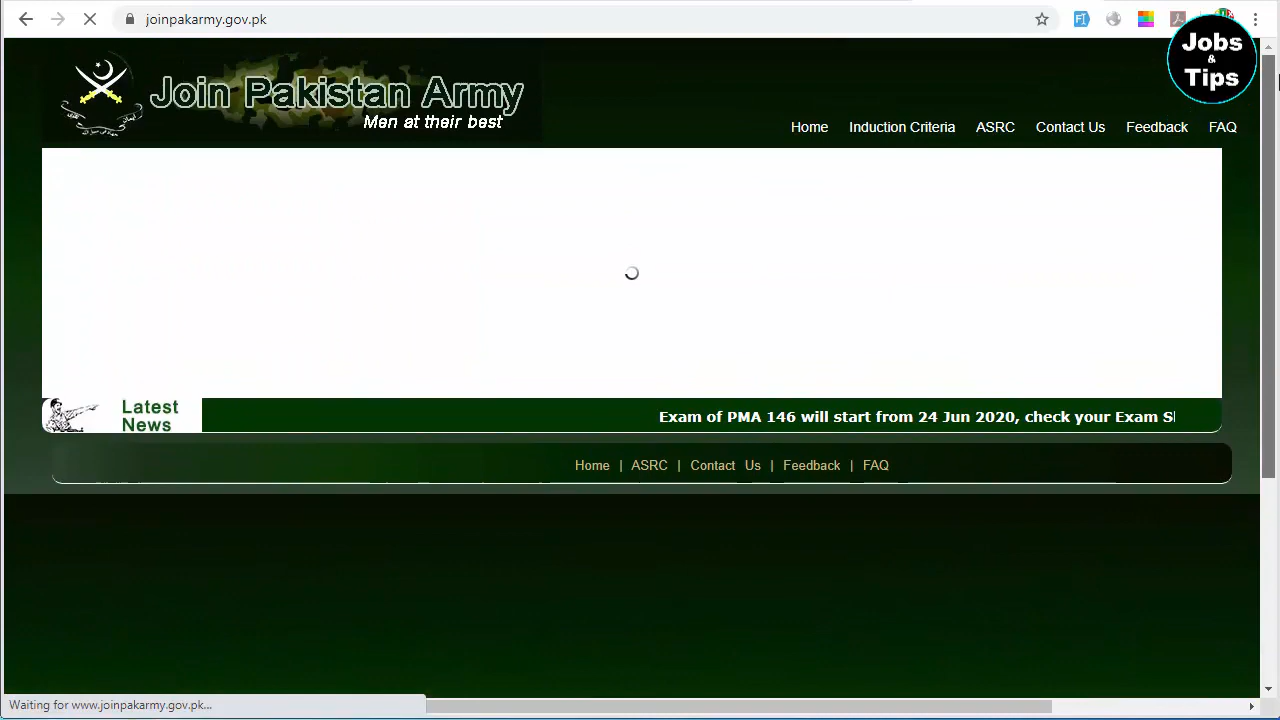 joinpakarmy.gov.pk
Jobs
&
Tips
Join Pakistan Army
Men at their best
Home Induction Criteria ASRC Contact Us Feedback FAQ
Latest
News
Exam of PMA 146 will start from 24 Jun 2020, check your Exam
Home | ASRC | Contact Us | Feedback | FAQ
Waiting for www.joinpakarmy.gov.pk...